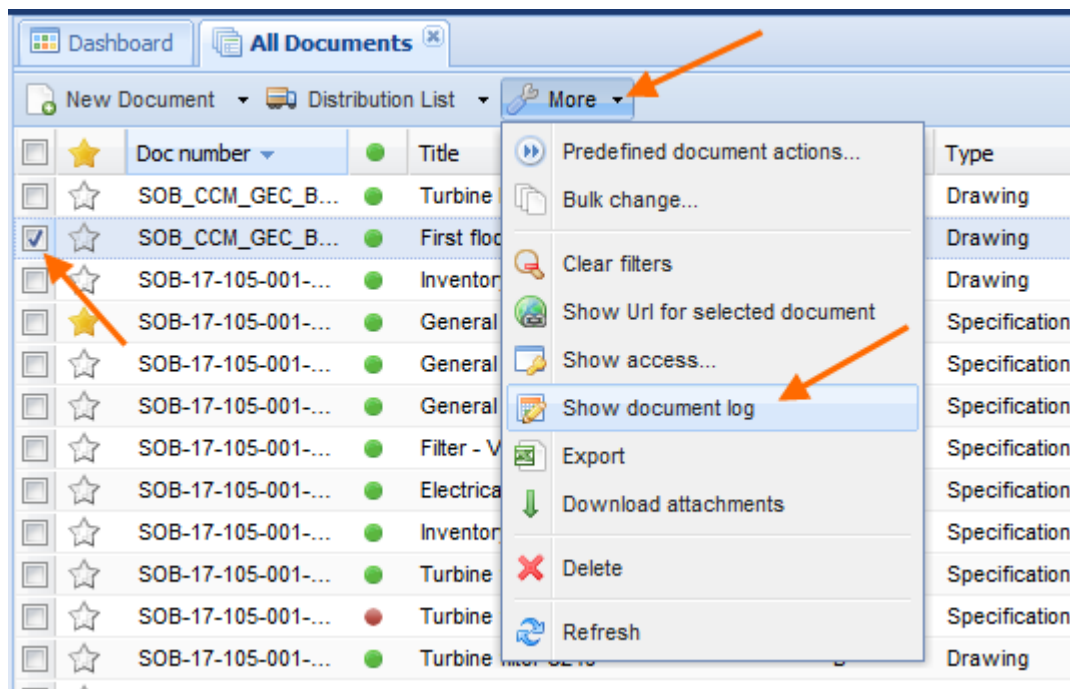 Dashboard All Documents
New Document Distribution List More
Doc number Title Type
SOB_CCM_GEC_B... Turbine Drawing
SOB_CCM_GEC_B... First floo Drawing
SOB-17-105-001-... Inventor Drawing
SOB-17-105-001-... General Specification
SOB-17-105-001-... General Specification
SOB-17-105-001-... General Specification
SOB-17-105-001-... Filter - V Specification
SOB-17-105-001-... Electrica Specification
SOB-17-105-001-... Inventor Specification
SOB-17-105-001-... Turbine Specification
SOB-17-105-001-... Turbine Specification
SOB-17-105-001-... Turbine Drawing
Predefined document actions...
Bulk change...
Clear filters
Show Url for selected document
Show access...
Show document log
Export
Download attachments
Delete
Refresh